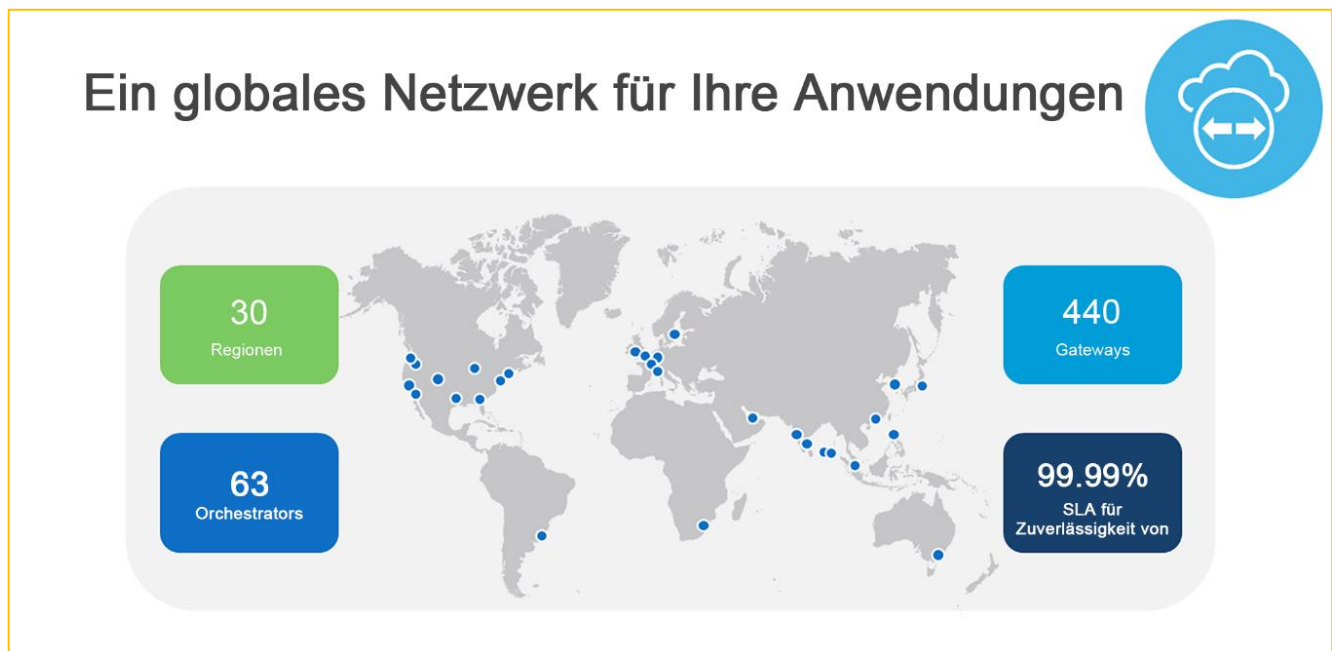 Ein globales Netzwerk für Ihre Anwendungen
30
Regionen
440
Gateways
63
Orchestrators
99.99%
SLA für
Zuverlässigkeit von